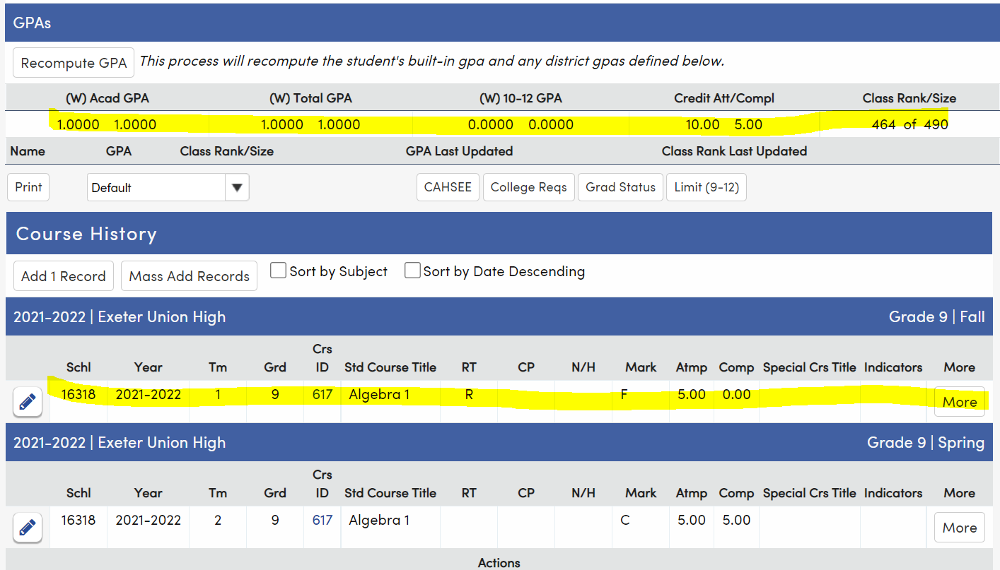 GPAs
Recompute GPA This process will recompute the student's built-in gpa and any district gpas defined below.
(W) Acad GPA (W) Total GPA (W) 10-12 GPA Credit Att/Compl Class Rank/Size
1.0000 1.0000 1.0000 1.0000 0.0000 0.0000 10.00 5.00 464 of 490
Name GPA Class Rank/Size GPA Last Updated Class Rank Last Updated
Print Default CAHSEE College Reqs Grad Status Limit (9-12)
Course History
Add 1 Record Mass Add Records Sort by Subject Sort by Date Descending
2021-2022 | Exeter Union High Grade 9 | Fall
Schl Year Tm Grd Crs ID Std Course Title RT CP N/H Mark Atmp Comp Special Crs Title Indicators More
16318 2021-2022 1 9 617 Algebra 1 R F 5.00 0.00 More
2021-2022 | Exeter Union High Grade 9 | Spring
Schl Year Tm Grd Crs ID Std Course Title RT CP N/H Mark Atmp Comp Special Crs Title Indicators More
16318 2021-2022 2 9 617 Algebra 1 C 5.00 5.00 More
Actions